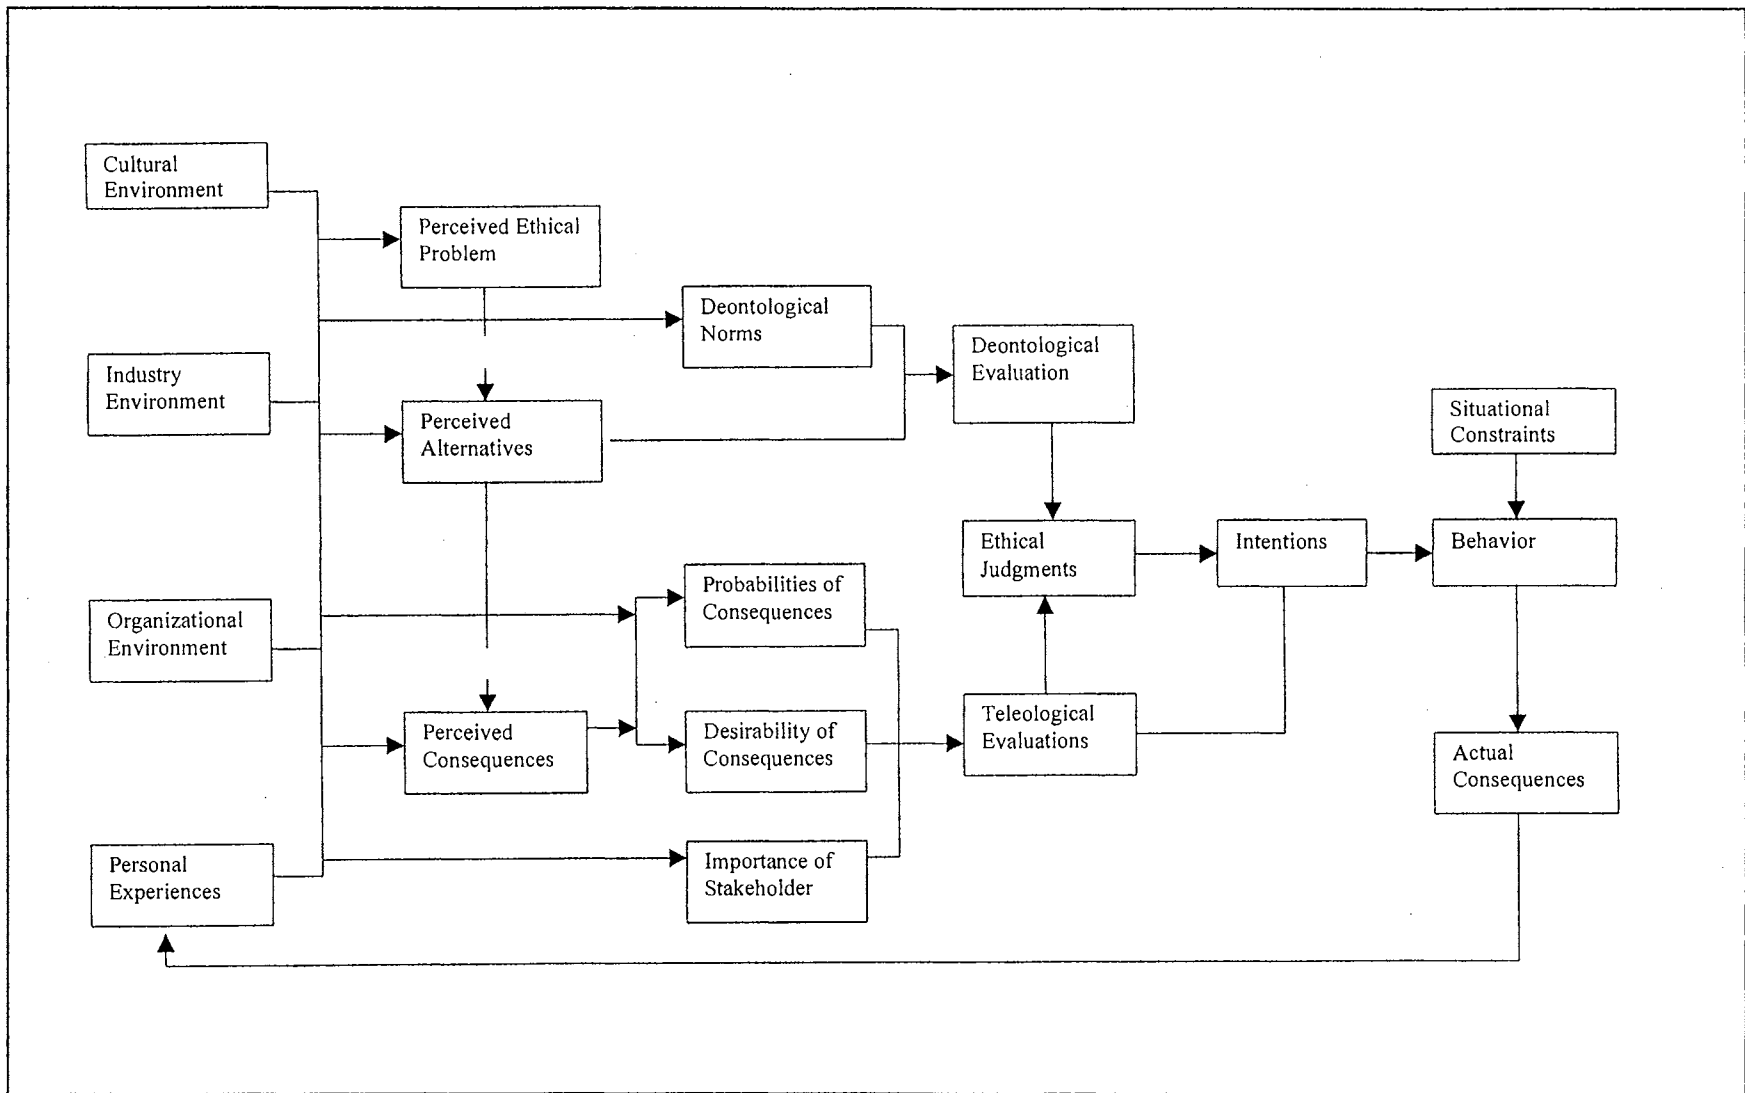 Cultural
Environment
Perceived Ethical
Problem
Deontological
Norms
Deontological
Evaluation
Industry
Environment
Perceived
Alternatives
Situational
Constraints
Ethical
Judgments
Intentions
Behavior
Probabilities of
Consequences
Organizational
Environment
Perceived
Consequences
Desirability of
Consequences
Teleological
Evaluations
Actual
Consequences
Personal
Experiences
Importance of
Stakeholder